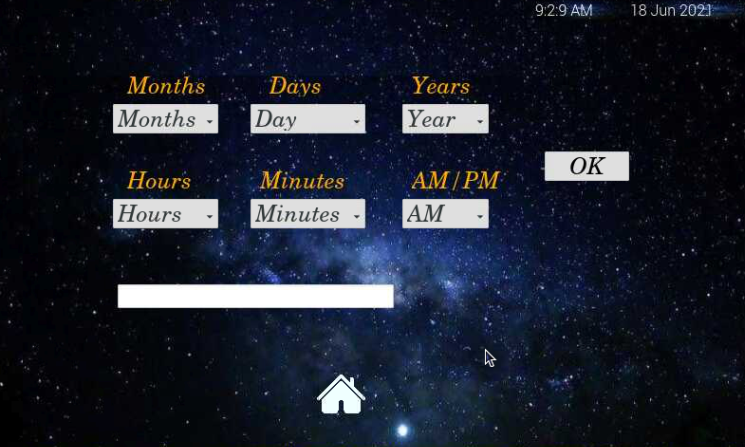 9:2:9 AM 18 Jun 2021
Months Days Years
Months Day Year
OK
Hours Minutes AM/PM
Hours Minutes AM